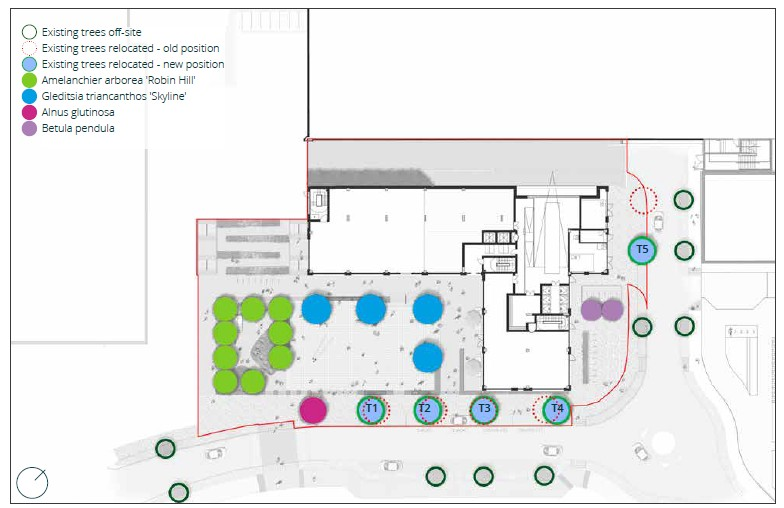 Existing trees off-site
Existing trees relocated - old position
Existing trees relocated - new position
Amelanchier arborea 'Robin Hill'
Gleditsia triancanthos 'Skyline'
Alnus glutinosa
Betula pendula
T5
T1
T2
T3
T4